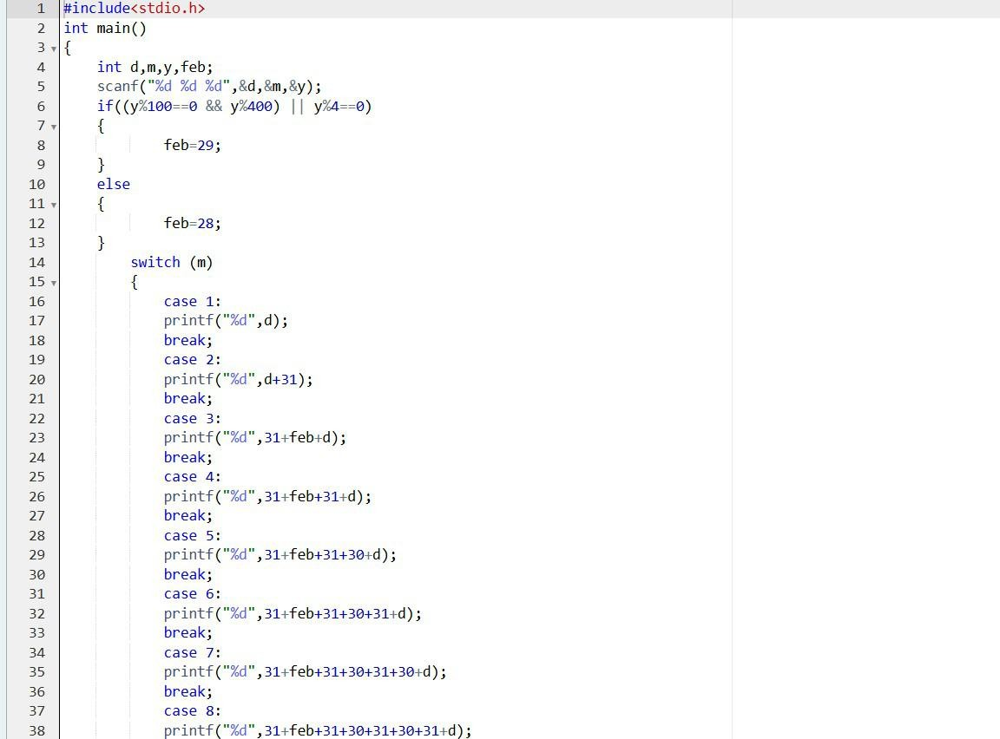 1 #include<stdio.h>
2 int main()
3 {
4 int d,m,y,feb;
5 scanf("%d %d %d",&d,&m,&y);
6 if((y%100==0 && y%400) || y%4==0)
7 {
8 feb=29;
9 }
10 else
11 {
12 feb=28;
13 }
14 switch (m)
15 {
16 case 1:
17 printf("%d",d);
18 break;
19 case 2:
20 printf("%d",d+31);
21 break;
22 case 3:
23 printf("%d",31+feb+d);
24 break;
25 case 4:
26 printf("%d",31+feb+31+d);
27 break;
28 case 5:
29 printf("%d",31+feb+31+30+d);
30 break;
31 case 6:
32 printf("%d",31+feb+31+30+31+d);
33 break;
34 case 7:
35 printf("%d",31+feb+31+30+31+30+d);
36 break;
37 case 8:
38 printf("%d",31+feb+31+30+31+30+31+d);